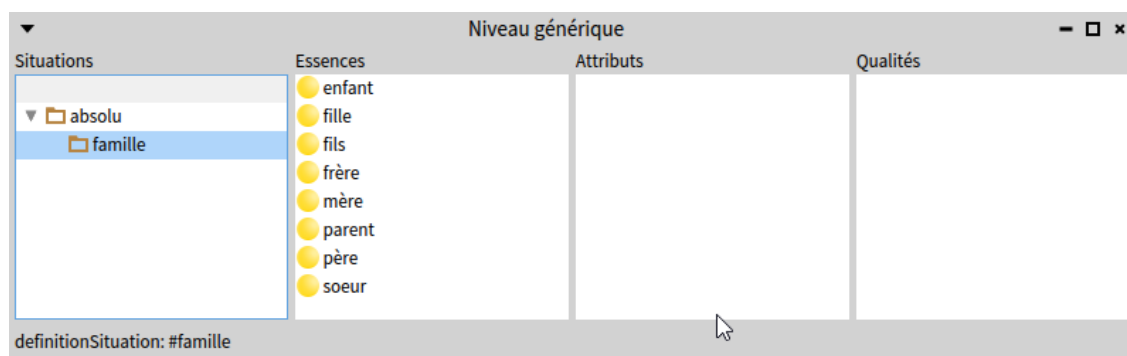 Niveau générique
Situations Essences Attributs Qualités
absolu
famille
enfant
fille
fils
frère
mère
parent
père
soeur
definitionSituation: #famille